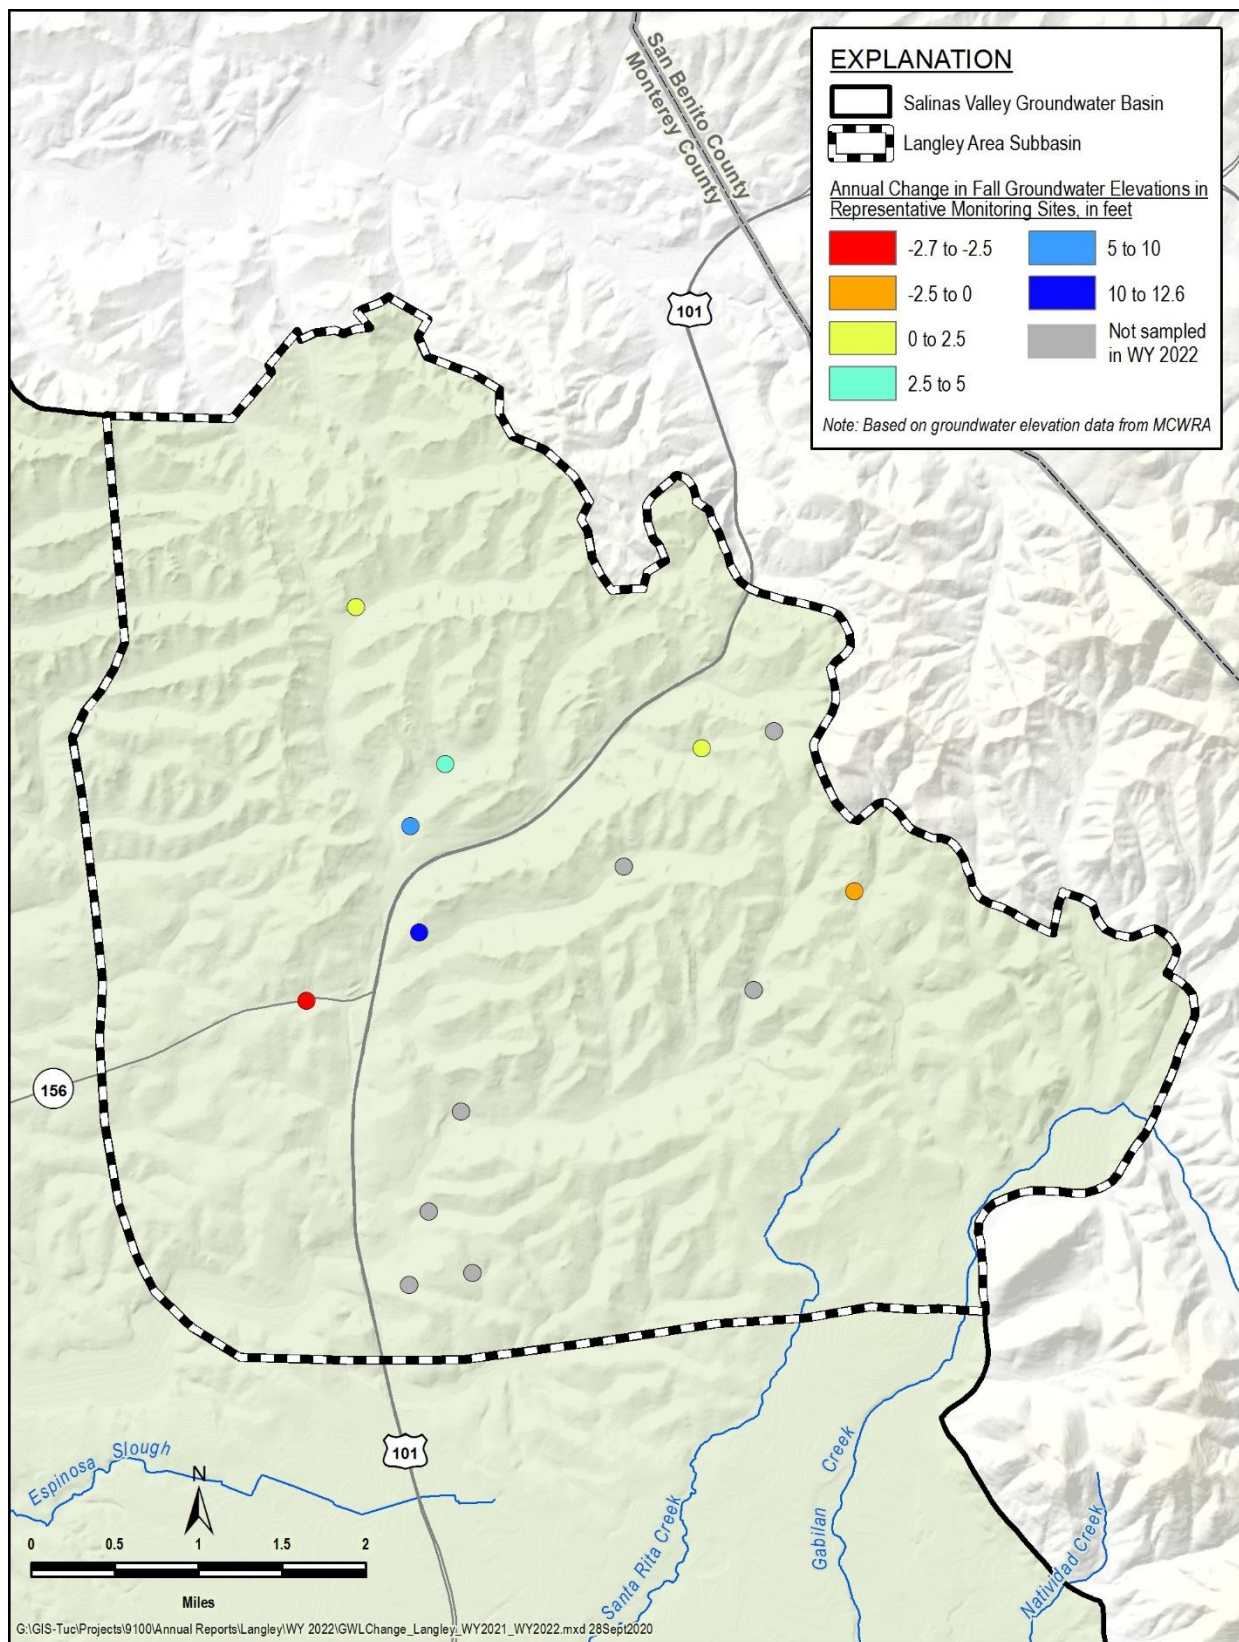 San Benito County
Monterey County
EXPLANATION
Salinas Valley Groundwater Basin
Langley Area Subbasin
Annual Change in Fall Groundwater Elevations in
Representative Monitoring Sites, in feet
-2.7 to -2.5
-2.5 to 0
0 to 2.5
2.5 to 5
5 to 10
10 to 12.6
Not sampled
in WY 2022
Note: Based on groundwater elevation data from MCWRA
101
156
101
Espinosa Slough
Santa Rita Creek
Gabilan Creek
Natividad Creek
N
0 0.5 1 1.5 2
Miles
G:\GIS-Tuc\Projects\9100\Annual Reports\Langley\WY 2022\GWLChange_Langley_WY2021_WY2022.mxd 28Sept2020